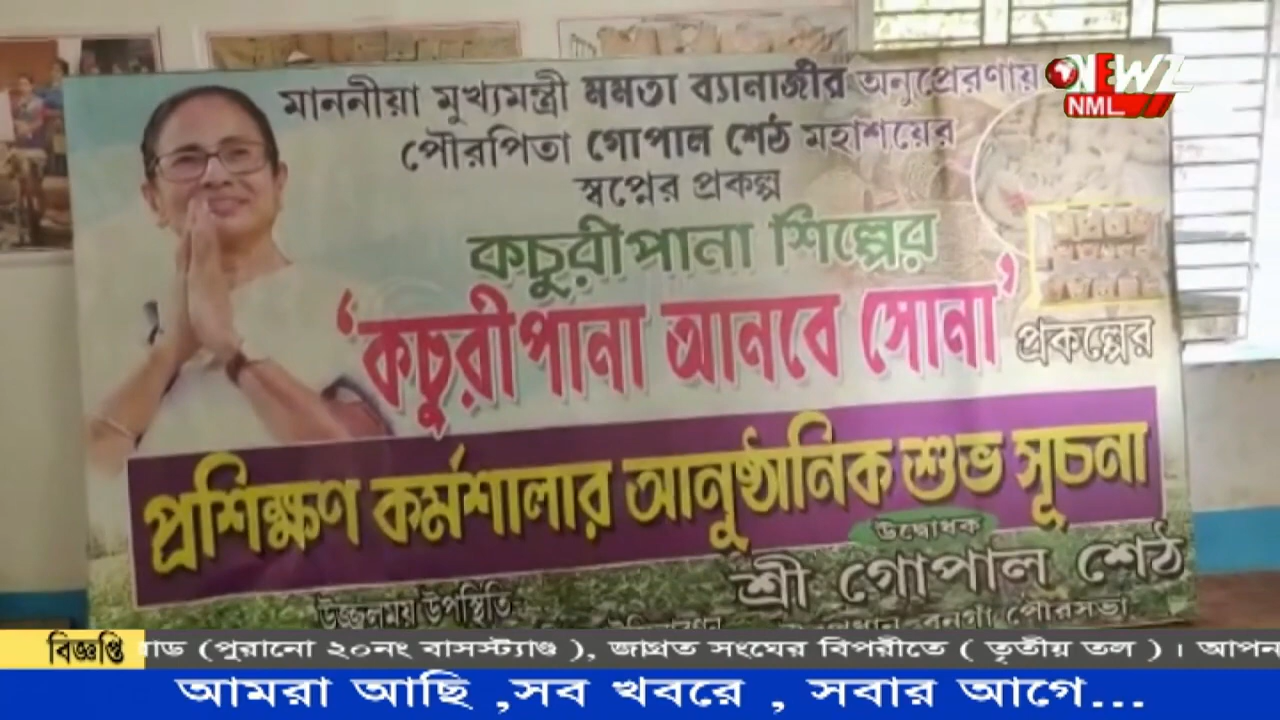 মাননীয়া মুখ্যমন্ত্রী মমতা ব্যানাজীর অনুপ্রেরণায়
পৌরপিতা গোপাল শেঠ মহাশয়ের
স্বপ্নের প্রকল্প
কচুরীপানা শিল্পের
‘কচুরীপানা আনবে সোনা’ প্রকল্পের
প্রশিক্ষণ কর্মশালার আনুষ্ঠানিক শুভ সূচনা
উদ্বোধক
শ্রী গোপাল শেঠ
উজ্জ্বলময় উপস্থিতি
বনগাঁ পৌরসভা
NEWZ
NML
বিজ্ঞপ্তি
(পুরানো ২০নং বাসস্ট্যাণ্ড ), জাগ্রত সংঘের বিপরীতে ( তৃতীয় তল ) । আপন
আমরা আছি ,সব খবরে , সবার আগে...